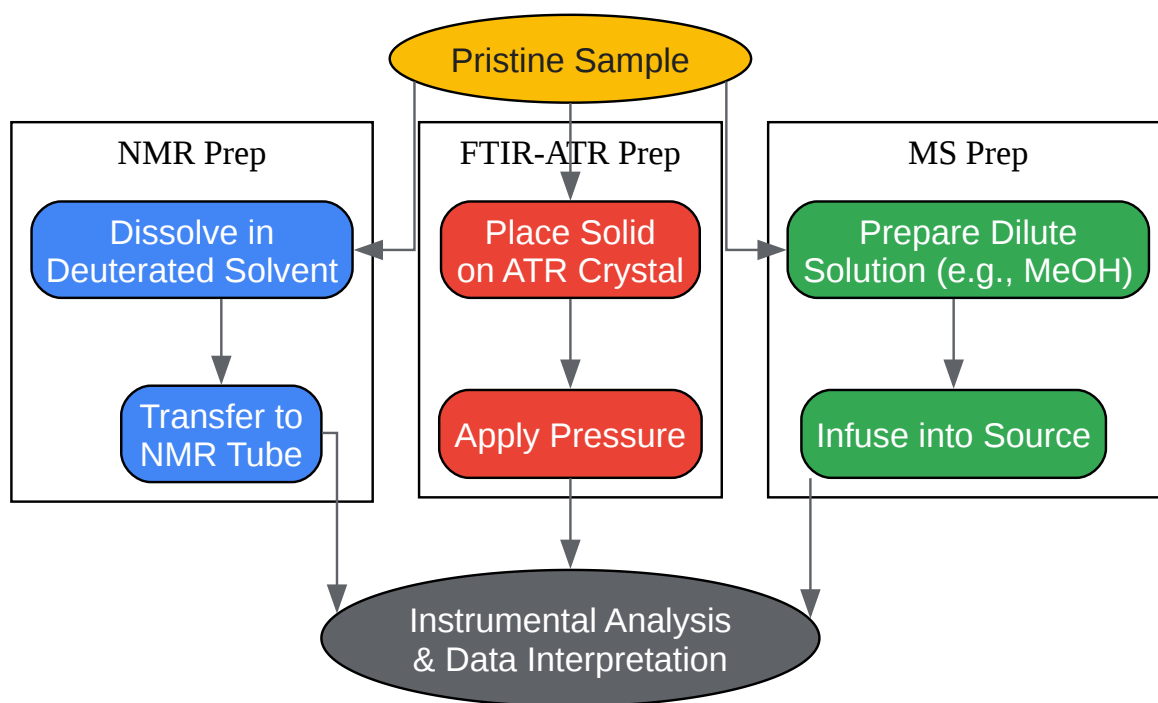 Pristine Sample
NMR Prep
Dissolve in
Deuterated Solvent
Transfer to
NMR Tube
FTIR-ATR Prep
Place Solid
on ATR Crystal
Apply Pressure
MS Prep
Prepare Dilute
Solution (e.g., MeOH)
Infuse into Source
Instrumental Analysis
& Data Interpretation